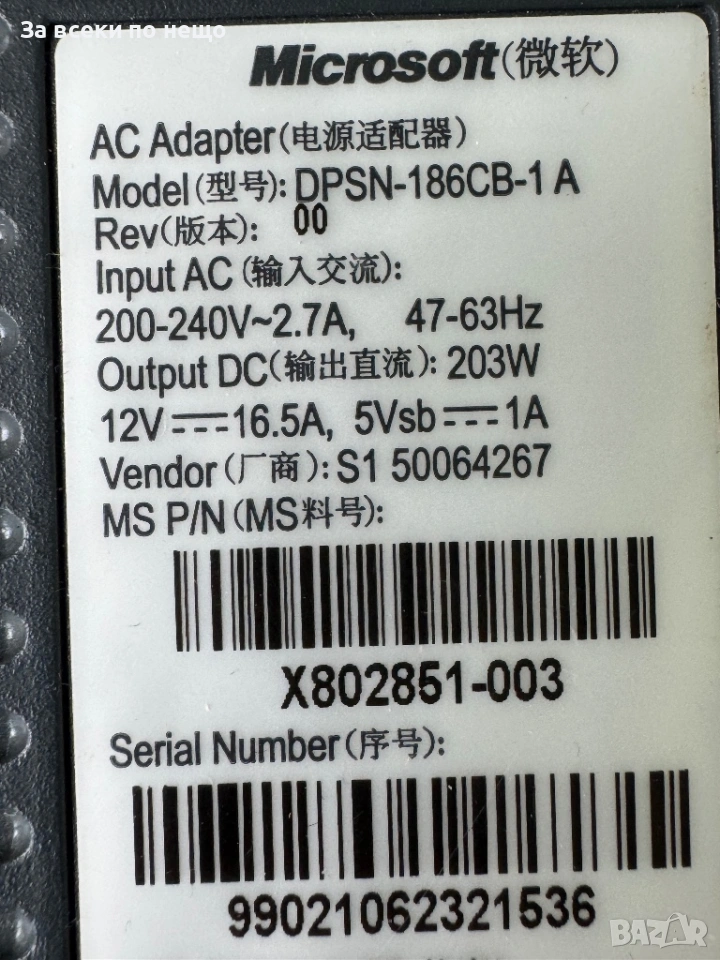 За всеки по нещо
Microsoft(微软)
AC Adapter(电源适配器)
Model(型号): DPSN-186CB-1 A
Rev(版本): 00
Input AC(输入交流):
200-240V~2.7A, 47-63Hz
Output DC(输出直流): 203W
12V⎓16.5A, 5Vsb⎓1A
Vendor(厂商): S1 50064267
MS P/N(MS料号):
X802851-003
Serial Number(序号):
99021062321536
BAZAR